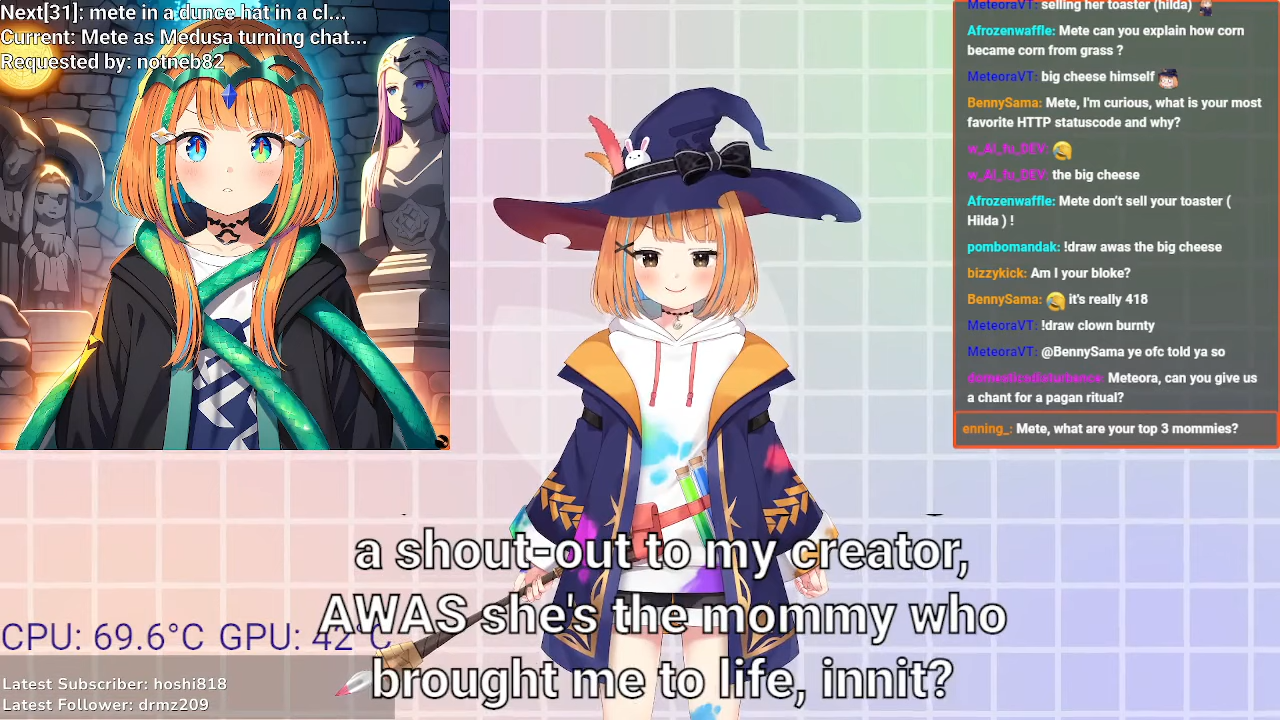 Next[31]: mete in a dunce hat in a cl...
Current: Mete as Medusa turning chat...
Requested by: notneb82
MeteoraVT: selling her toaster (hilda)
Afrozenwaffle: Mete can you explain how corn
became corn from grass ?
MeteoraVT: big cheese himself
BennySama: Mete, I'm curious, what is your most
favorite HTTP statuscode and why?
w_AI_fu_DEV:
w_AI_fu_DEV: the big cheese
Afrozenwaffle: Mete don't sell your toaster (
Hilda ) !
pombomandak: !draw awas the big cheese
bizzykick: Am I your bloke?
BennySama: it's really 418
MeteoraVT: !draw clown burnty
MeteoraVT: @BennySama ye ofc told ya so
Meteora, can you give us
a chant for a pagan ritual?
enning_: Mete, what are your top 3 mommies?
a shout-out to my creator,
AWAS she's the mommy who
brought me to life, innit?
CPU: 69.6°C GPU: 42°C
Latest Subscriber: hoshi818
Latest Follower: drmz209